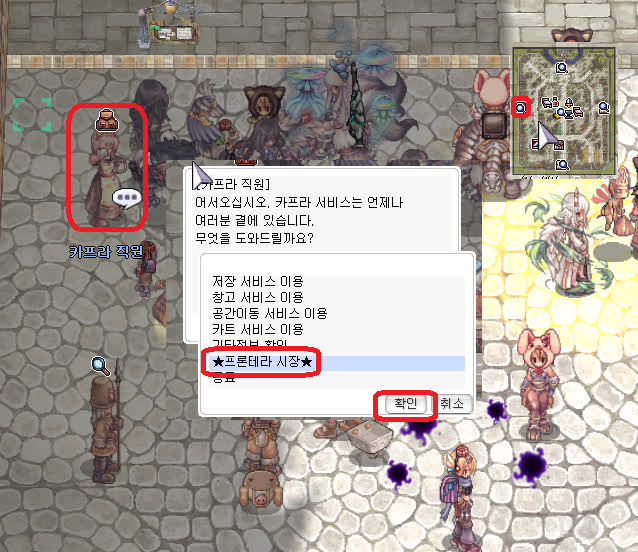 [카프라 직원]
어서오십시오, 카프라 서비스는 언제나
여러분 곁에 있습니다.
무엇을 도와드릴까요?
카프라 직원
저장 서비스 이용
창고 서비스 이용
공간이동 서비스 이용
카트 서비스 이용
기타정보 확인
★프론테라 시장★
종료
확인
취소